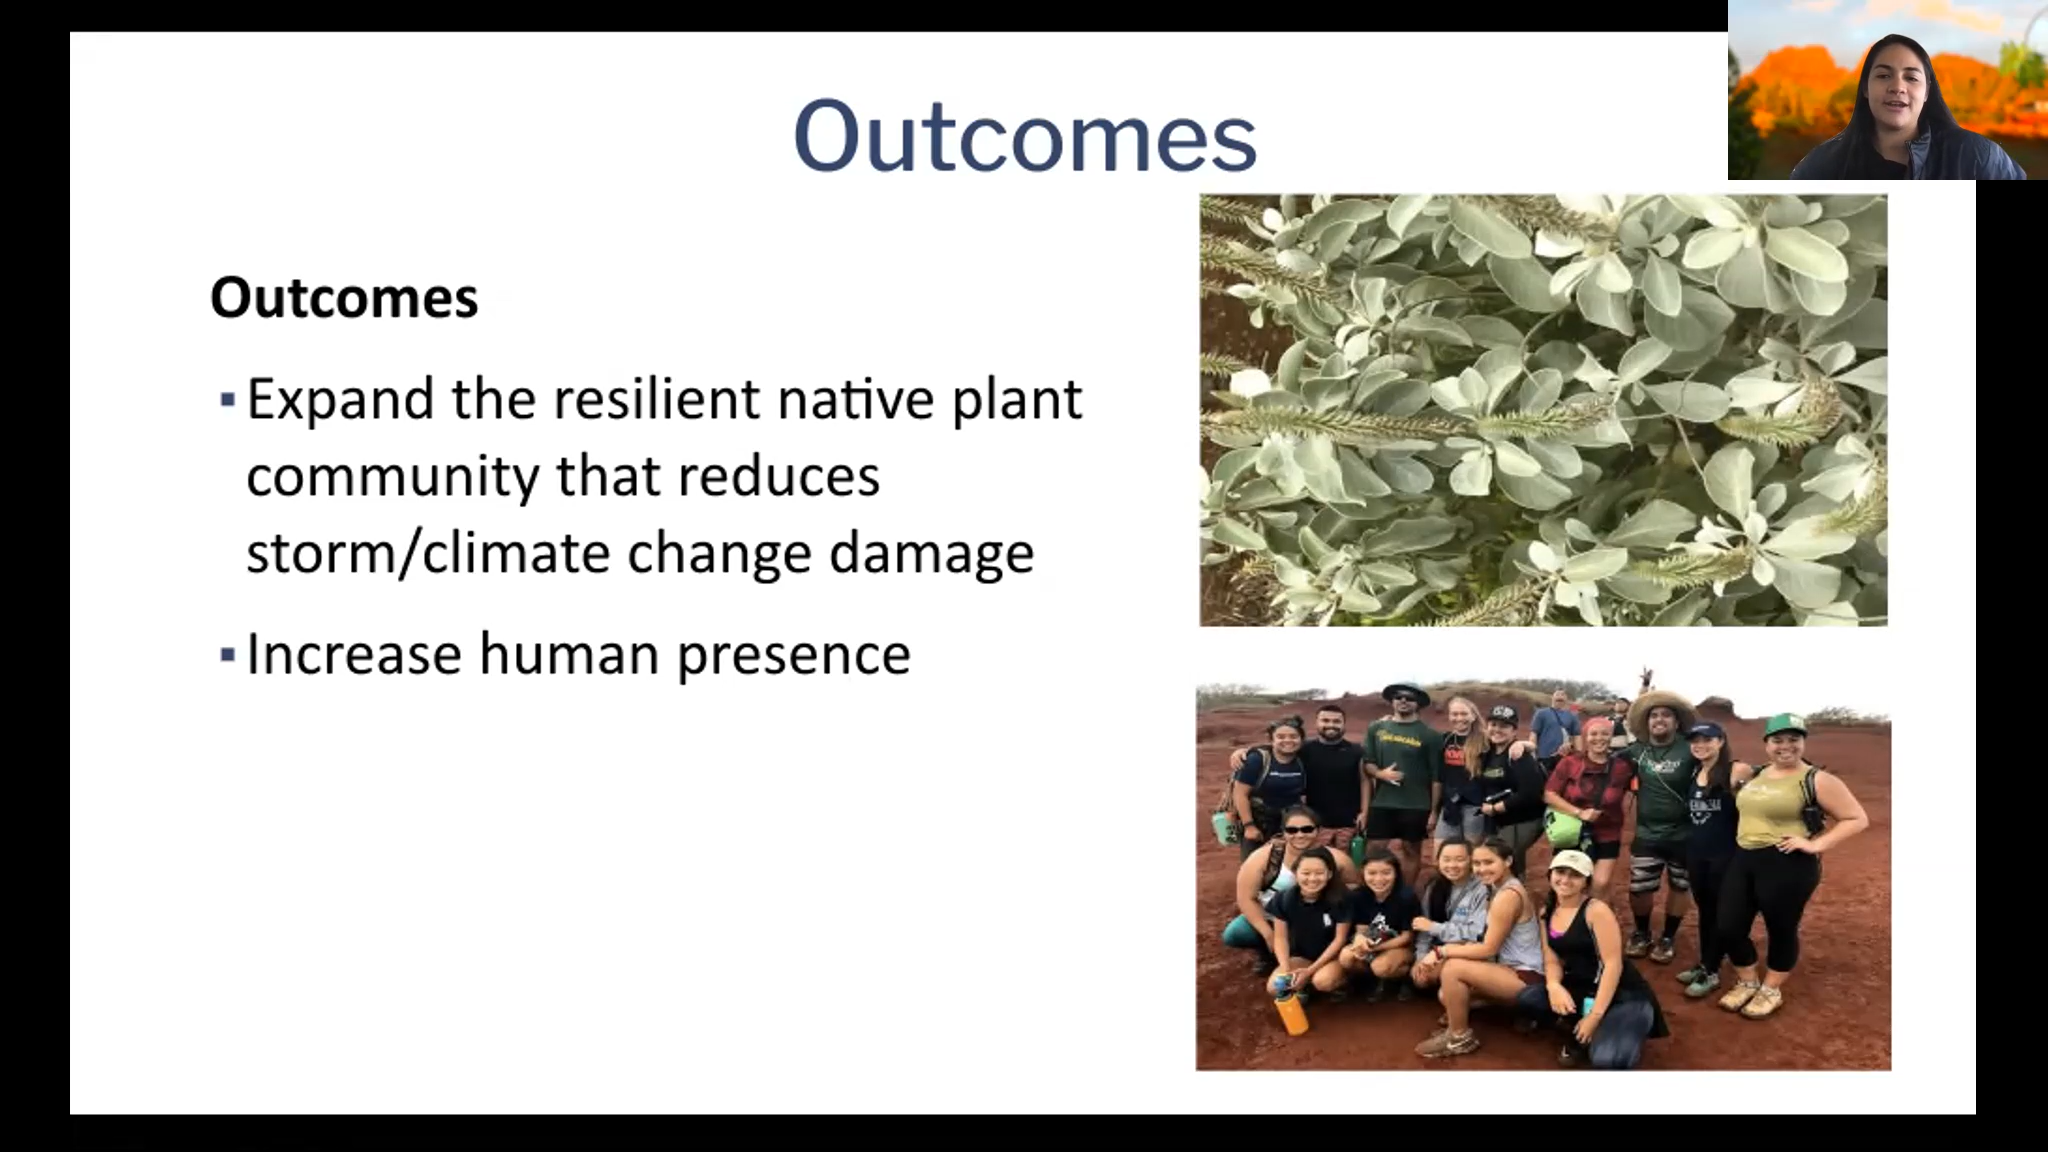 Outcomes
Outcomes
▪Expand the resilient native plant
community that reduces
storm/climate change damage
▪Increase human presence